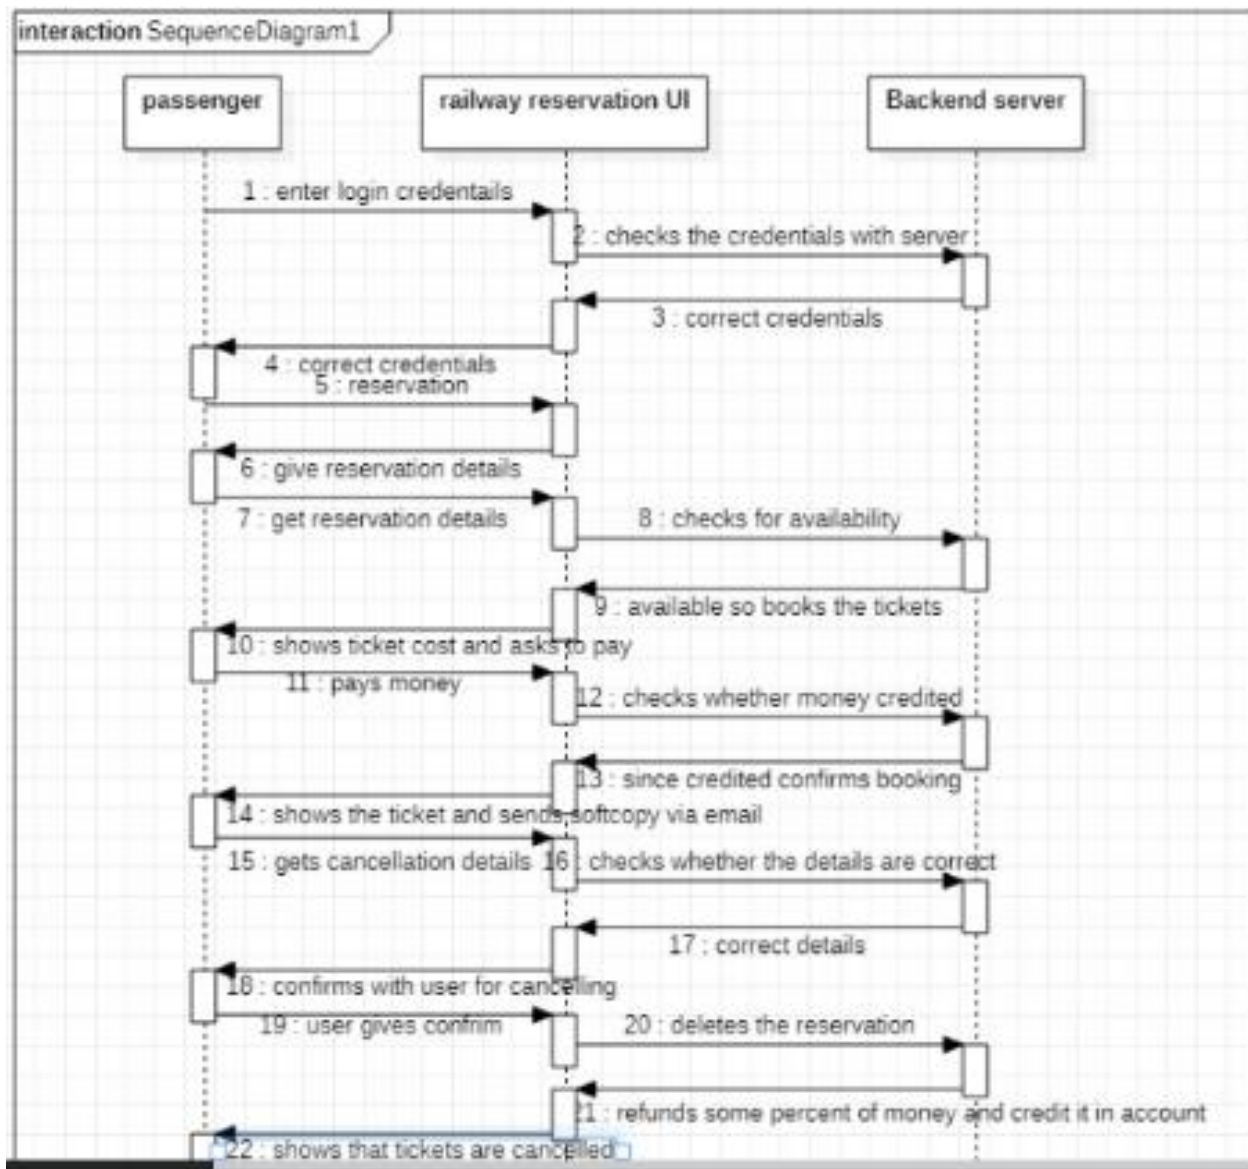 interaction SequenceDiagram1
passenger
railway reservation UI
Backend server
1 : enter login credentails
2 : checks the credentials with server
3 : correct credentials
4 : correct credentials
5 : reservation
6 : give reservation details
7 : get reservation details
8 : checks for availability
9 : available so books the tickets
10 : shows ticket cost and asks to pay
11 : pays money
12 : checks whether money credited
13 : since credited confirms booking
14 : shows the ticket and sends softcopy via email
15 : gets cancellation details
16 : checks whether the details are correct
17 : correct details
18 : confirms with user for cancelling
19 : user gives confrim
20 : deletes the reservation
21 : refunds some percent of money and credit it in account
22 : shows that tickets are cancelled